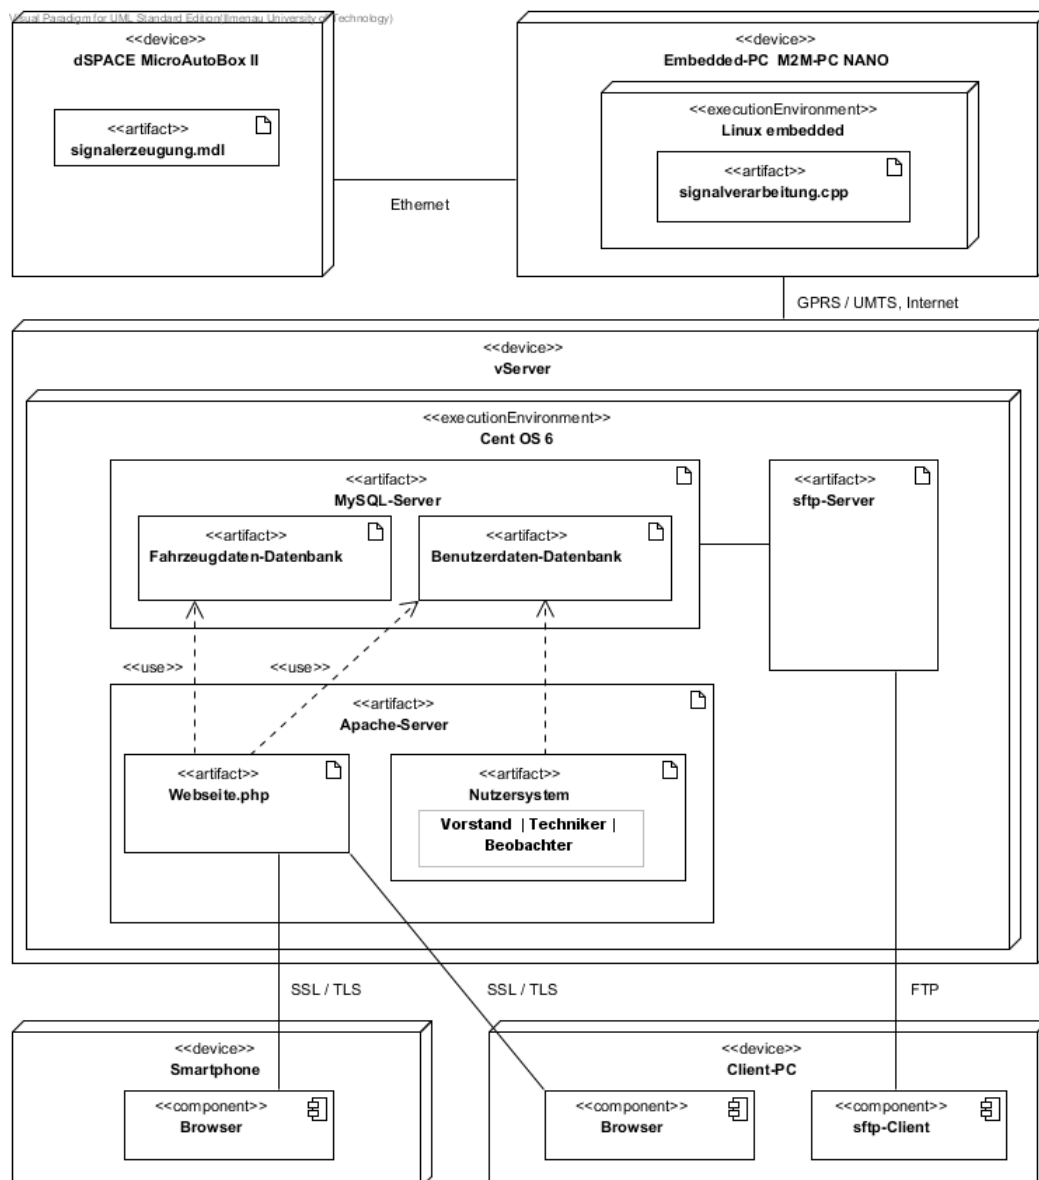 Visual Paradigm for UML Standard Edition(Ilmenau University of Technology)
<<device>>
dSPACE MicroAutoBox II
<<artifact>>
signalerzeugung.mdl
Ethernet
<<device>>
Embedded-PC M2M-PC NANO
<<executionEnvironment>>
Linux embedded
<<artifact>>
signalverarbeitung.cpp
GPRS / UMTS, Internet
<<device>>
vServer
<<executionEnvironment>>
Cent OS 6
<<artifact>>
MySQL-Server
<<artifact>>
Fahrzeugdaten-Datenbank
<<artifact>>
Benutzerdaten-Datenbank
<<artifact>>
sftp-Server
<<use>>
<<use>>
<<artifact>>
Apache-Server
<<artifact>>
Webseite.php
<<artifact>>
Nutzersystem
Vorstand | Techniker |
Beobachter
SSL / TLS
SSL / TLS
FTP
<<device>>
Smartphone
<<component>>
Browser
<<device>>
Client-PC
<<component>>
Browser
<<component>>
sftp-Client